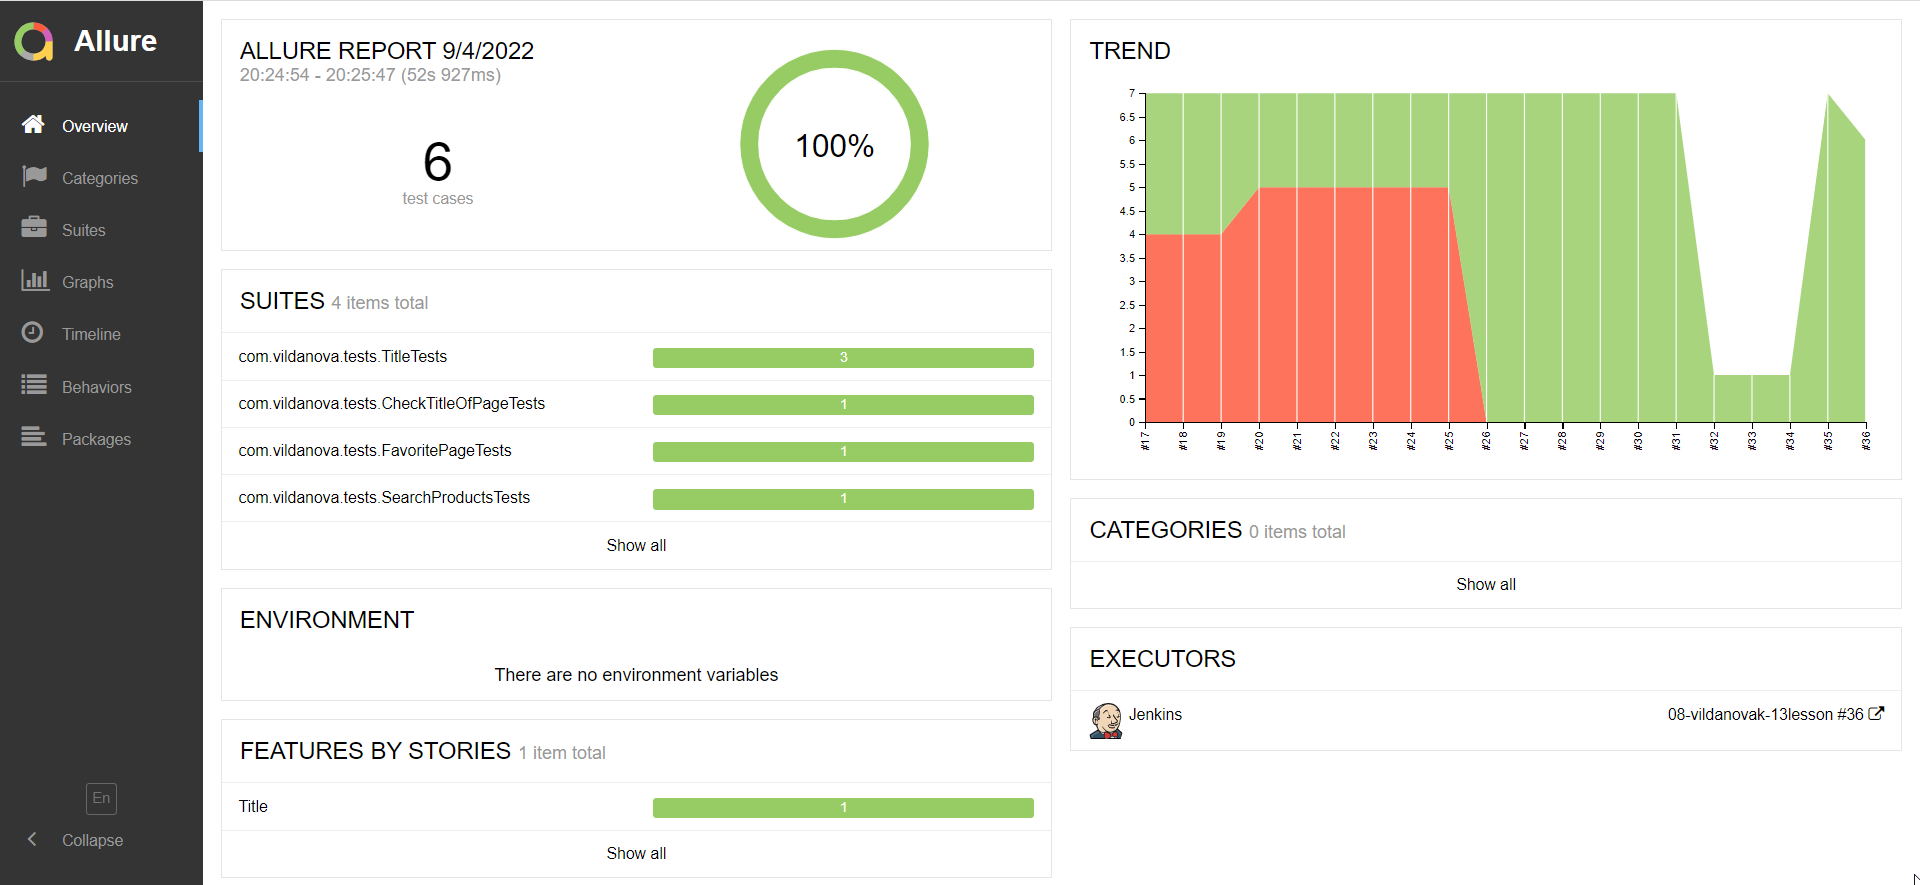 Allure
Overview
Categories
Suites
Graphs
Timeline
Behaviors
Packages
En
Collapse
ALLURE REPORT 9/4/2022
20:24:54 - 20:25:47 (52s 927ms)
6
test cases
100%
SUITES 4 items total
com.vildanova.tests.TitleTests 3
com.vildanova.tests.CheckTitleOfPageTests 1
com.vildanova.tests.FavoritePageTests 1
com.vildanova.tests.SearchProductsTests 1
Show all
ENVIRONMENT
There are no environment variables
FEATURES BY STORIES 1 item total
Title 1
Show all
TREND
7
6.5
6
5.5
5
4.5
4
3.5
3
2.5
2
1.5
1
0.5
0
#17 #18 #19 #20 #21 #22 #23 #24 #25 #26 #27 #28 #29 #30 #31 #32 #33 #34 #35 #36
CATEGORIES 0 items total
Show all
EXECUTORS
Jenkins 08-vildanovak-13lesson #36